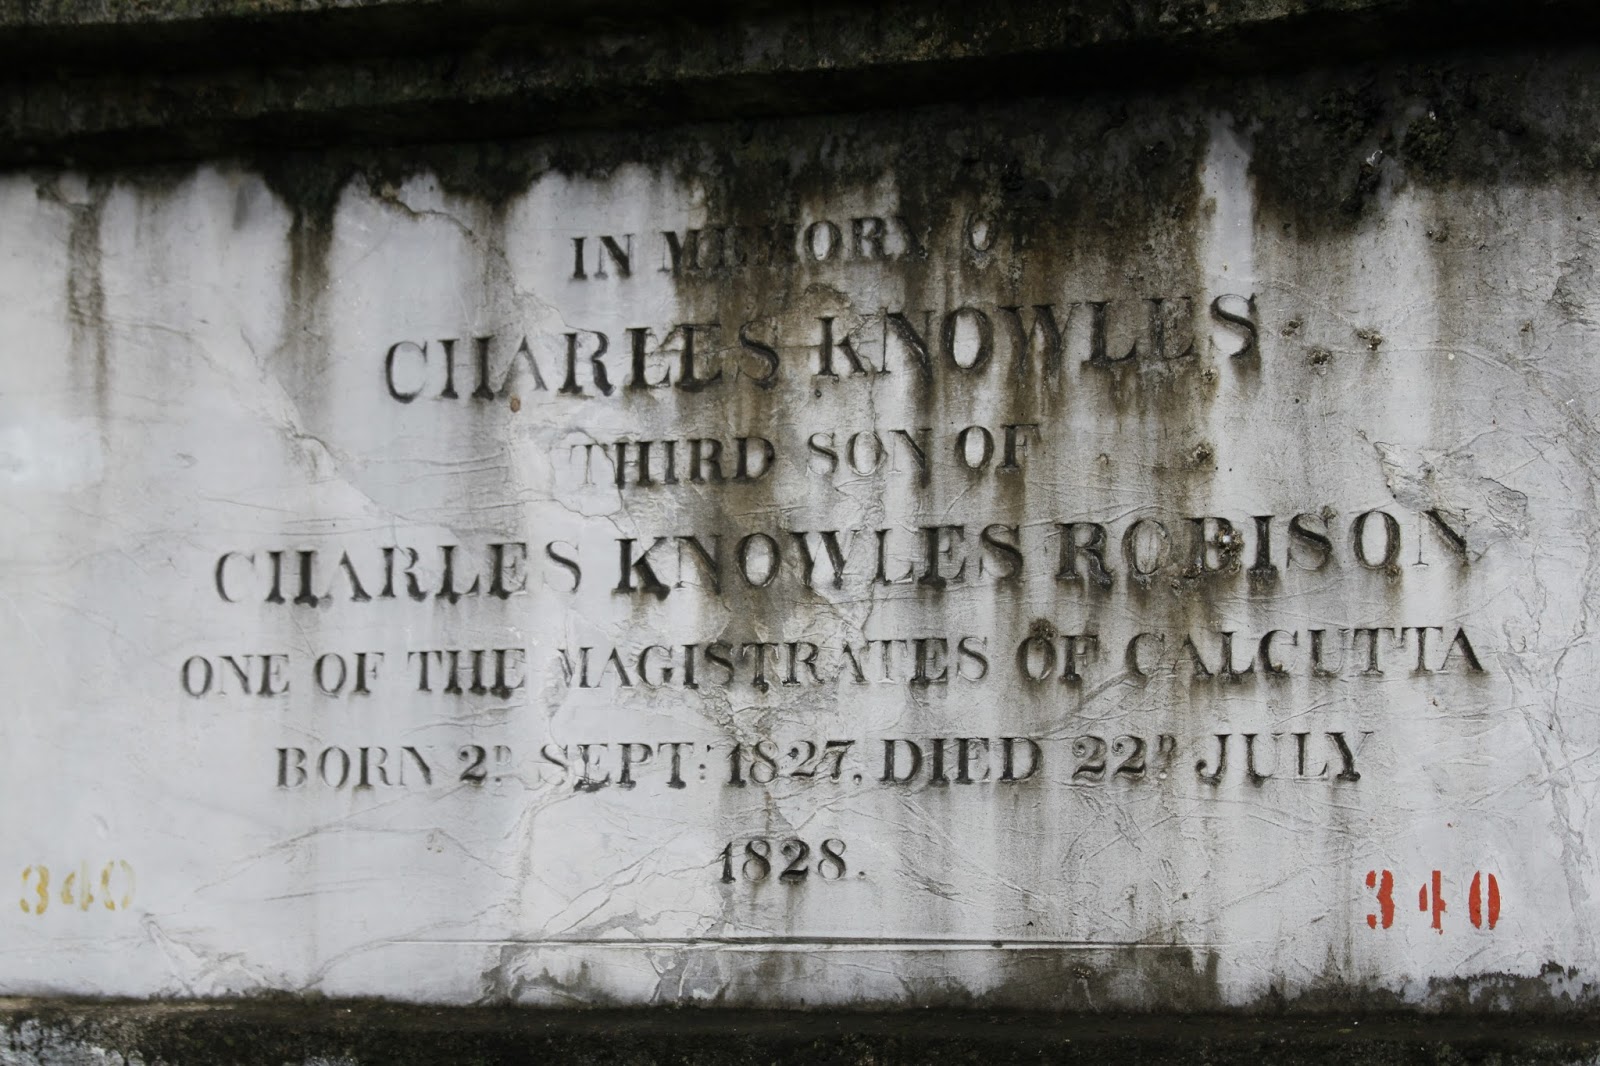 IN MEMORY OF
CHARLES KNOWLES
THIRD SON OF
CHARLES KNOWLES ROBISON
ONE OF THE MAGISTRATES OF CALCUTTA
BORN 2D SEPT: 1827. DIED 22D JULY
1828.
340 340